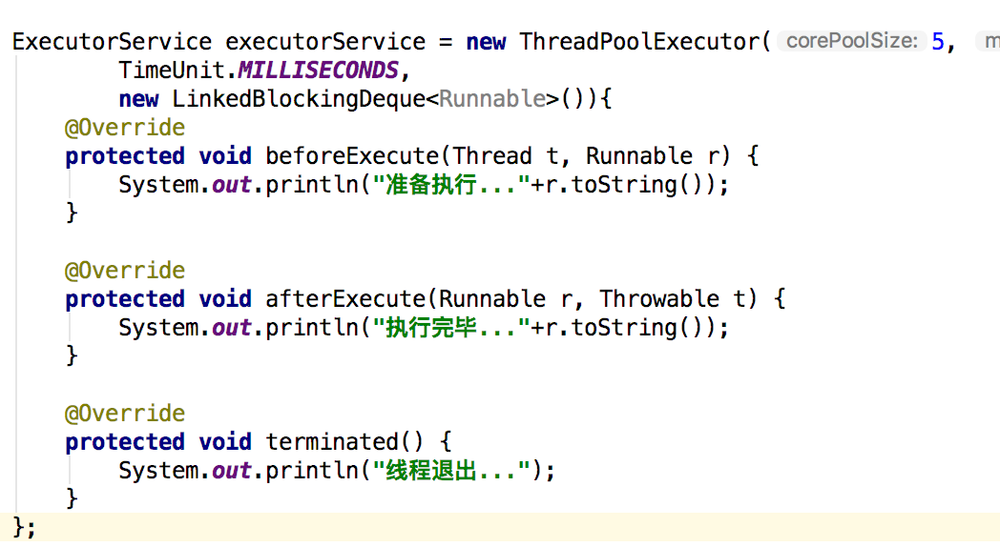 ExecutorService executorService = new ThreadPoolExecutor( corePoolSize: 5, m
TimeUnit.MILLISECONDS,
new LinkedBlockingDeque<Runnable>()){
@Override
protected void beforeExecute(Thread t, Runnable r) {
System.out.println("准备执行..."+r.toString());
}
@Override
protected void afterExecute(Runnable r, Throwable t) {
System.out.println("执行完毕..."+r.toString());
}
@Override
protected void terminated() {
System.out.println("线程退出...");
}
};